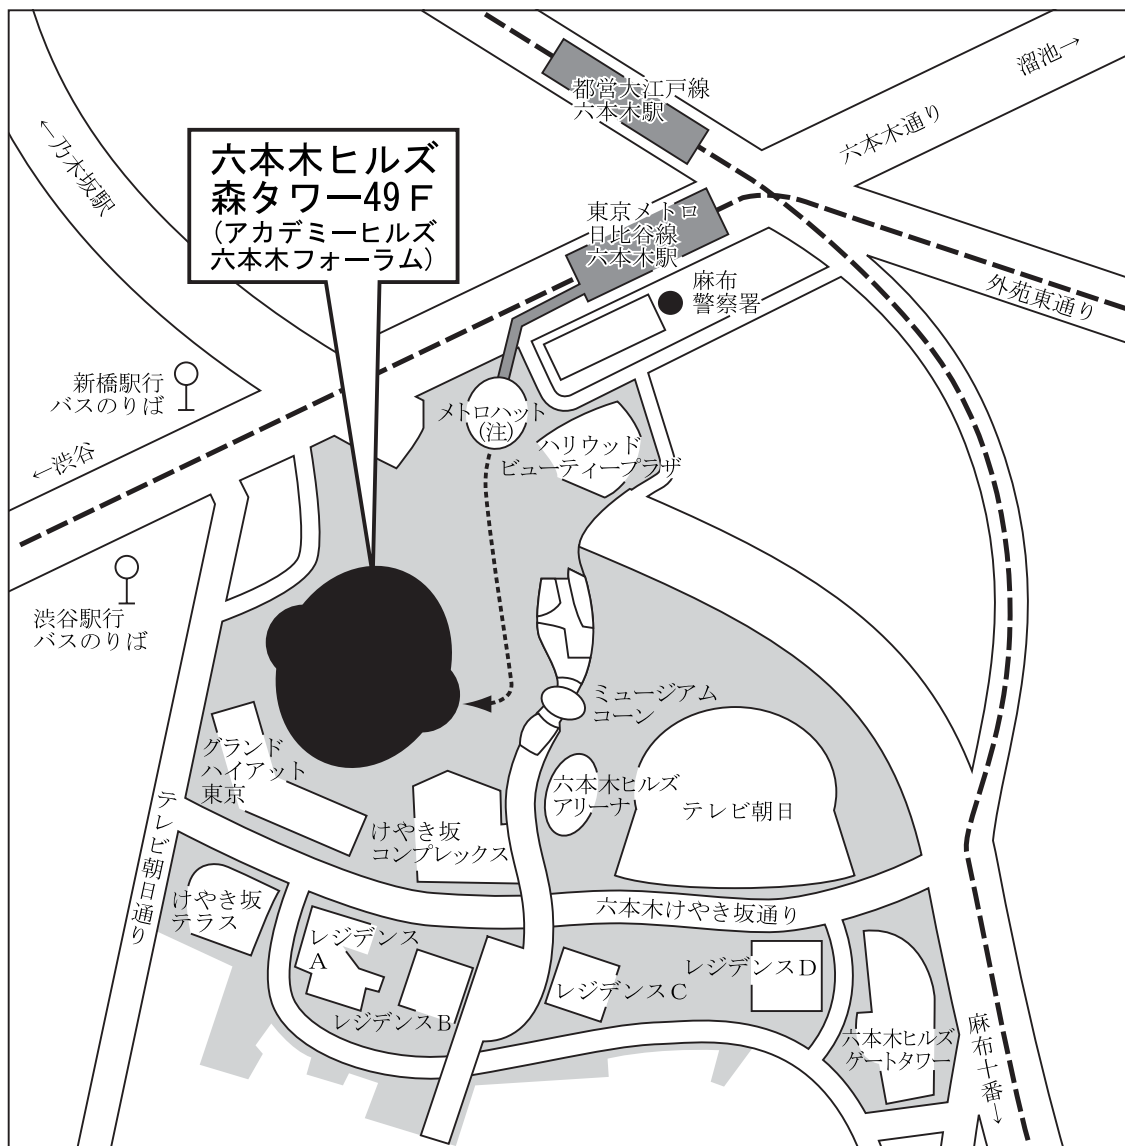 溜池→
都営大江戸線
六本木駅
六本木通り
←乃木坂駅
六本木ヒルズ
森タワー49F
(アカデミーヒルズ
六本木フォーラム)
東京メトロ
日比谷線
六本木駅
麻布
警察署
外苑東通り
新橋駅行
バスのりば
メトロハット
(注)
ハリウッド
ビューティープラザ
←渋谷
渋谷駅行
バスのりば
ミュージアム
コーン
グランド
ハイアット
東京
六本木ヒルズ
アリーナ
テレビ朝日
けやき坂
コンプレックス
テレビ朝日通り
けやき坂
テラス
六本木けやき坂通り
レジデンス
A
レジデンスB
レジデンスC
レジデンスD
六本木ヒルズ
ゲートタワー
麻布十番→